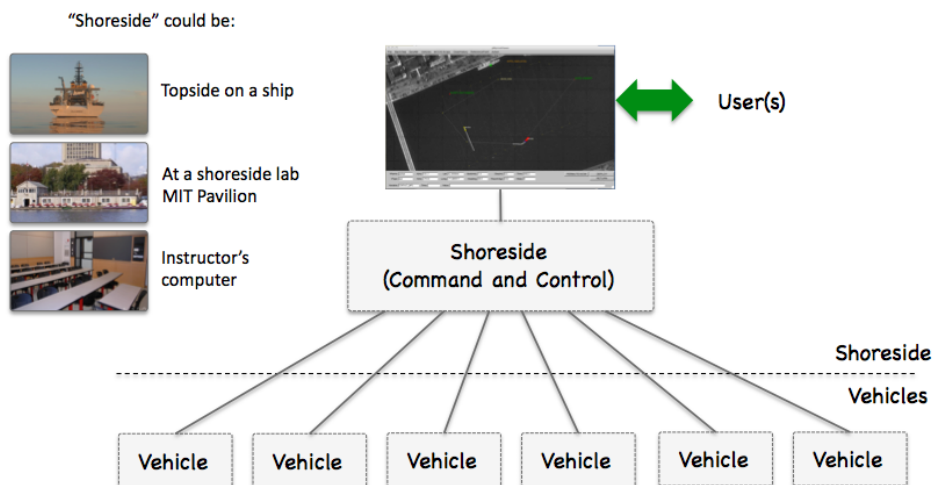 “Shoreside” could be:
Topside on a ship
At a shoreside lab
MIT Pavilion
Instructor’s
computer
User(s)
Shoreside
(Command and Control)
Shoreside
Vehicles
Vehicle
Vehicle
Vehicle
Vehicle
Vehicle
Vehicle